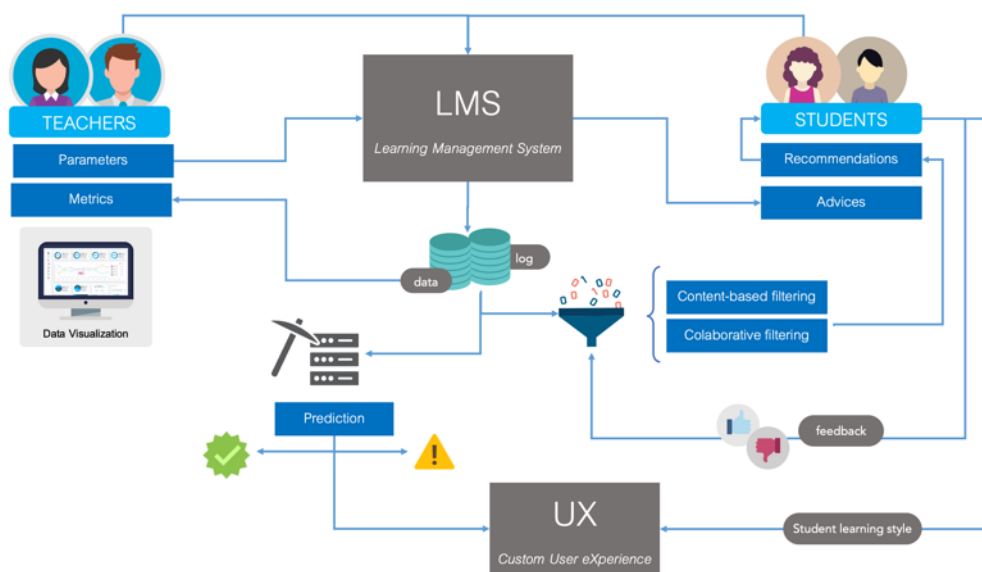 LMS
Learning Management System
TEACHERS
Parameters
Metrics
Data Visualization
STUDENTS
Recommendations
Advices
log
data
Content-based filtering
Colaborative filtering
Prediction
feedback
UX
Custom User eXperience
Student learning style